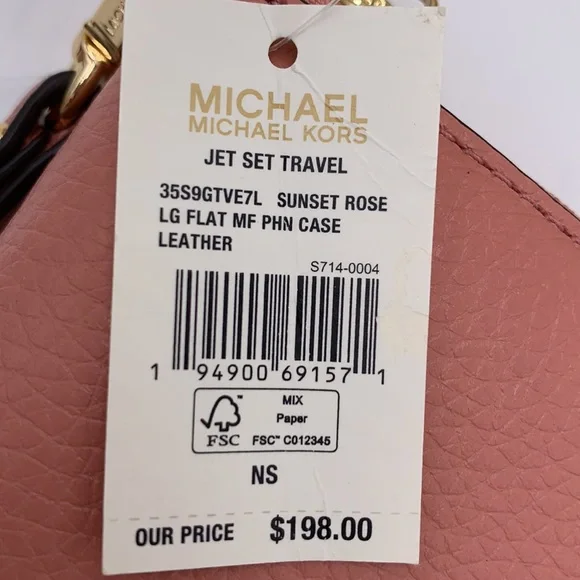 MICHAEL
MICHAEL KORS
JET SET TRAVEL
35S9GTVE7L SUNSET ROSE
LG FLAT MF PHN CASE
LEATHER
S714-0004
1 94900 69157 1
MIX
Paper
FSC FSC™ C012345
NS
OUR PRICE $198.00